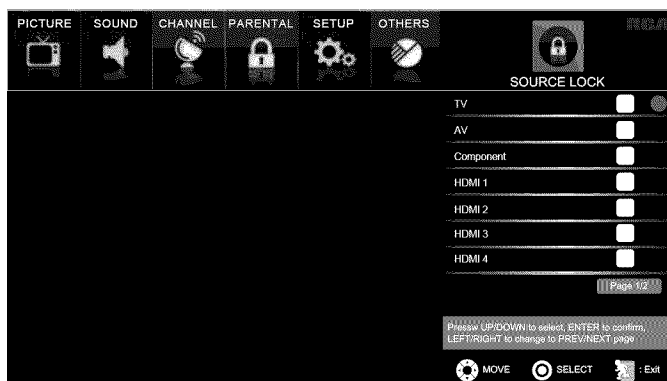 PICTURE SOUND CHANNEL PARENTAL SETUP OTHERS
RCA
SOURCE LOCK
TV
AV
Component
HDMI 1
HDMI 2
HDMI 3
HDMI 4
Page 1/2
Pressw UP/DOWN to select, ENTER to confirm,
LEFT/RIGHT to change to PREV/NEXT page
MOVE SELECT : Exit